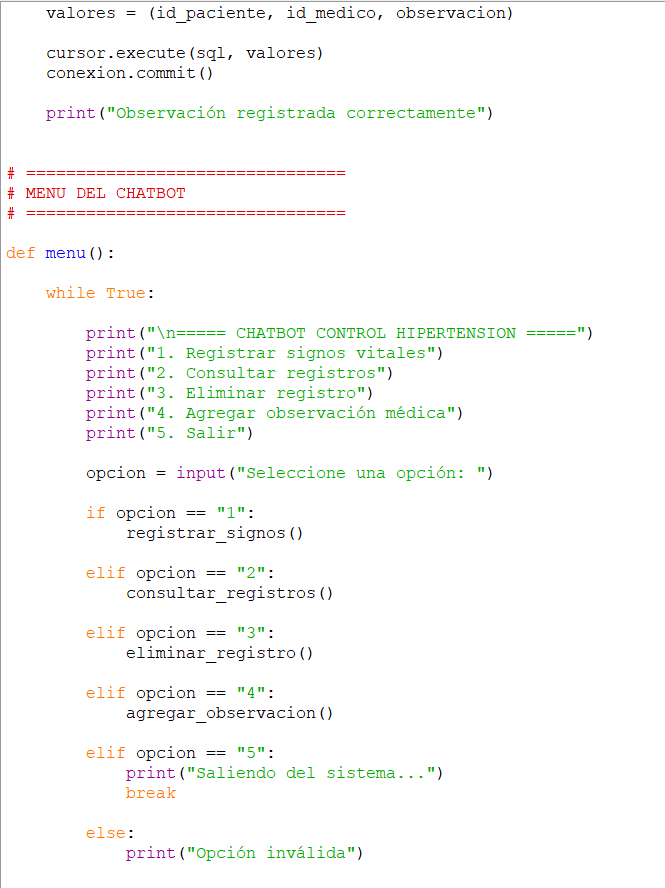 valores = (id_paciente, id_medico, observacion)
cursor.execute(sql, valores)
conexion.commit()
print("Observación registrada correctamente")
# ================================
# MENU DEL CHATBOT
# ================================
def menu():
while True:
print("\n===== CHATBOT CONTROL HIPERTENSION =====")
print("1. Registrar signos vitales")
print("2. Consultar registros")
print("3. Eliminar registro")
print("4. Agregar observación médica")
print("5. Salir")
opcion = input("Seleccione una opción: ")
if opcion == "1":
registrar_signos()
elif opcion == "2":
consultar_registros()
elif opcion == "3":
eliminar_registro()
elif opcion == "4":
agregar_observacion()
elif opcion == "5":
print("Saliendo del sistema...")
break
else:
print("Opción inválida")